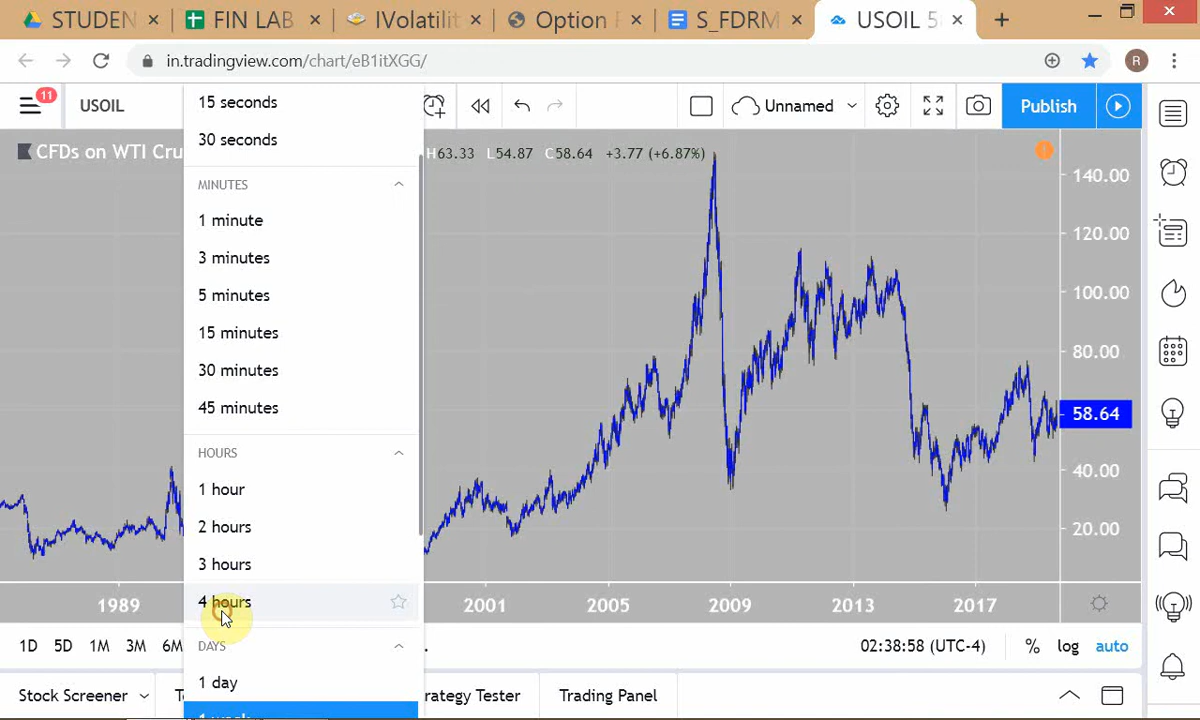 STUDEN
FIN LAB
IVolatilit
Option
S_FDRM
USOIL
in.tradingview.com/chart/eB1itXGG/
R
11
USOIL
Unnamed
Publish
CFDs on WTI Cru
H63.33 L54.87 C58.64 +3.77 (+6.87%)
15 seconds
30 seconds
MINUTES
1 minute
3 minutes
5 minutes
15 minutes
30 minutes
45 minutes
HOURS
1 hour
2 hours
3 hours
4 hours
DAYS
1 day
140.00
120.00
100.00
80.00
58.64
40.00
20.00
1989
2001
2005
2009
2013
2017
1D 5D 1M 3M 6M
02:38:58 (UTC-4)
% log auto
Stock Screener
rategy Tester
Trading Panel